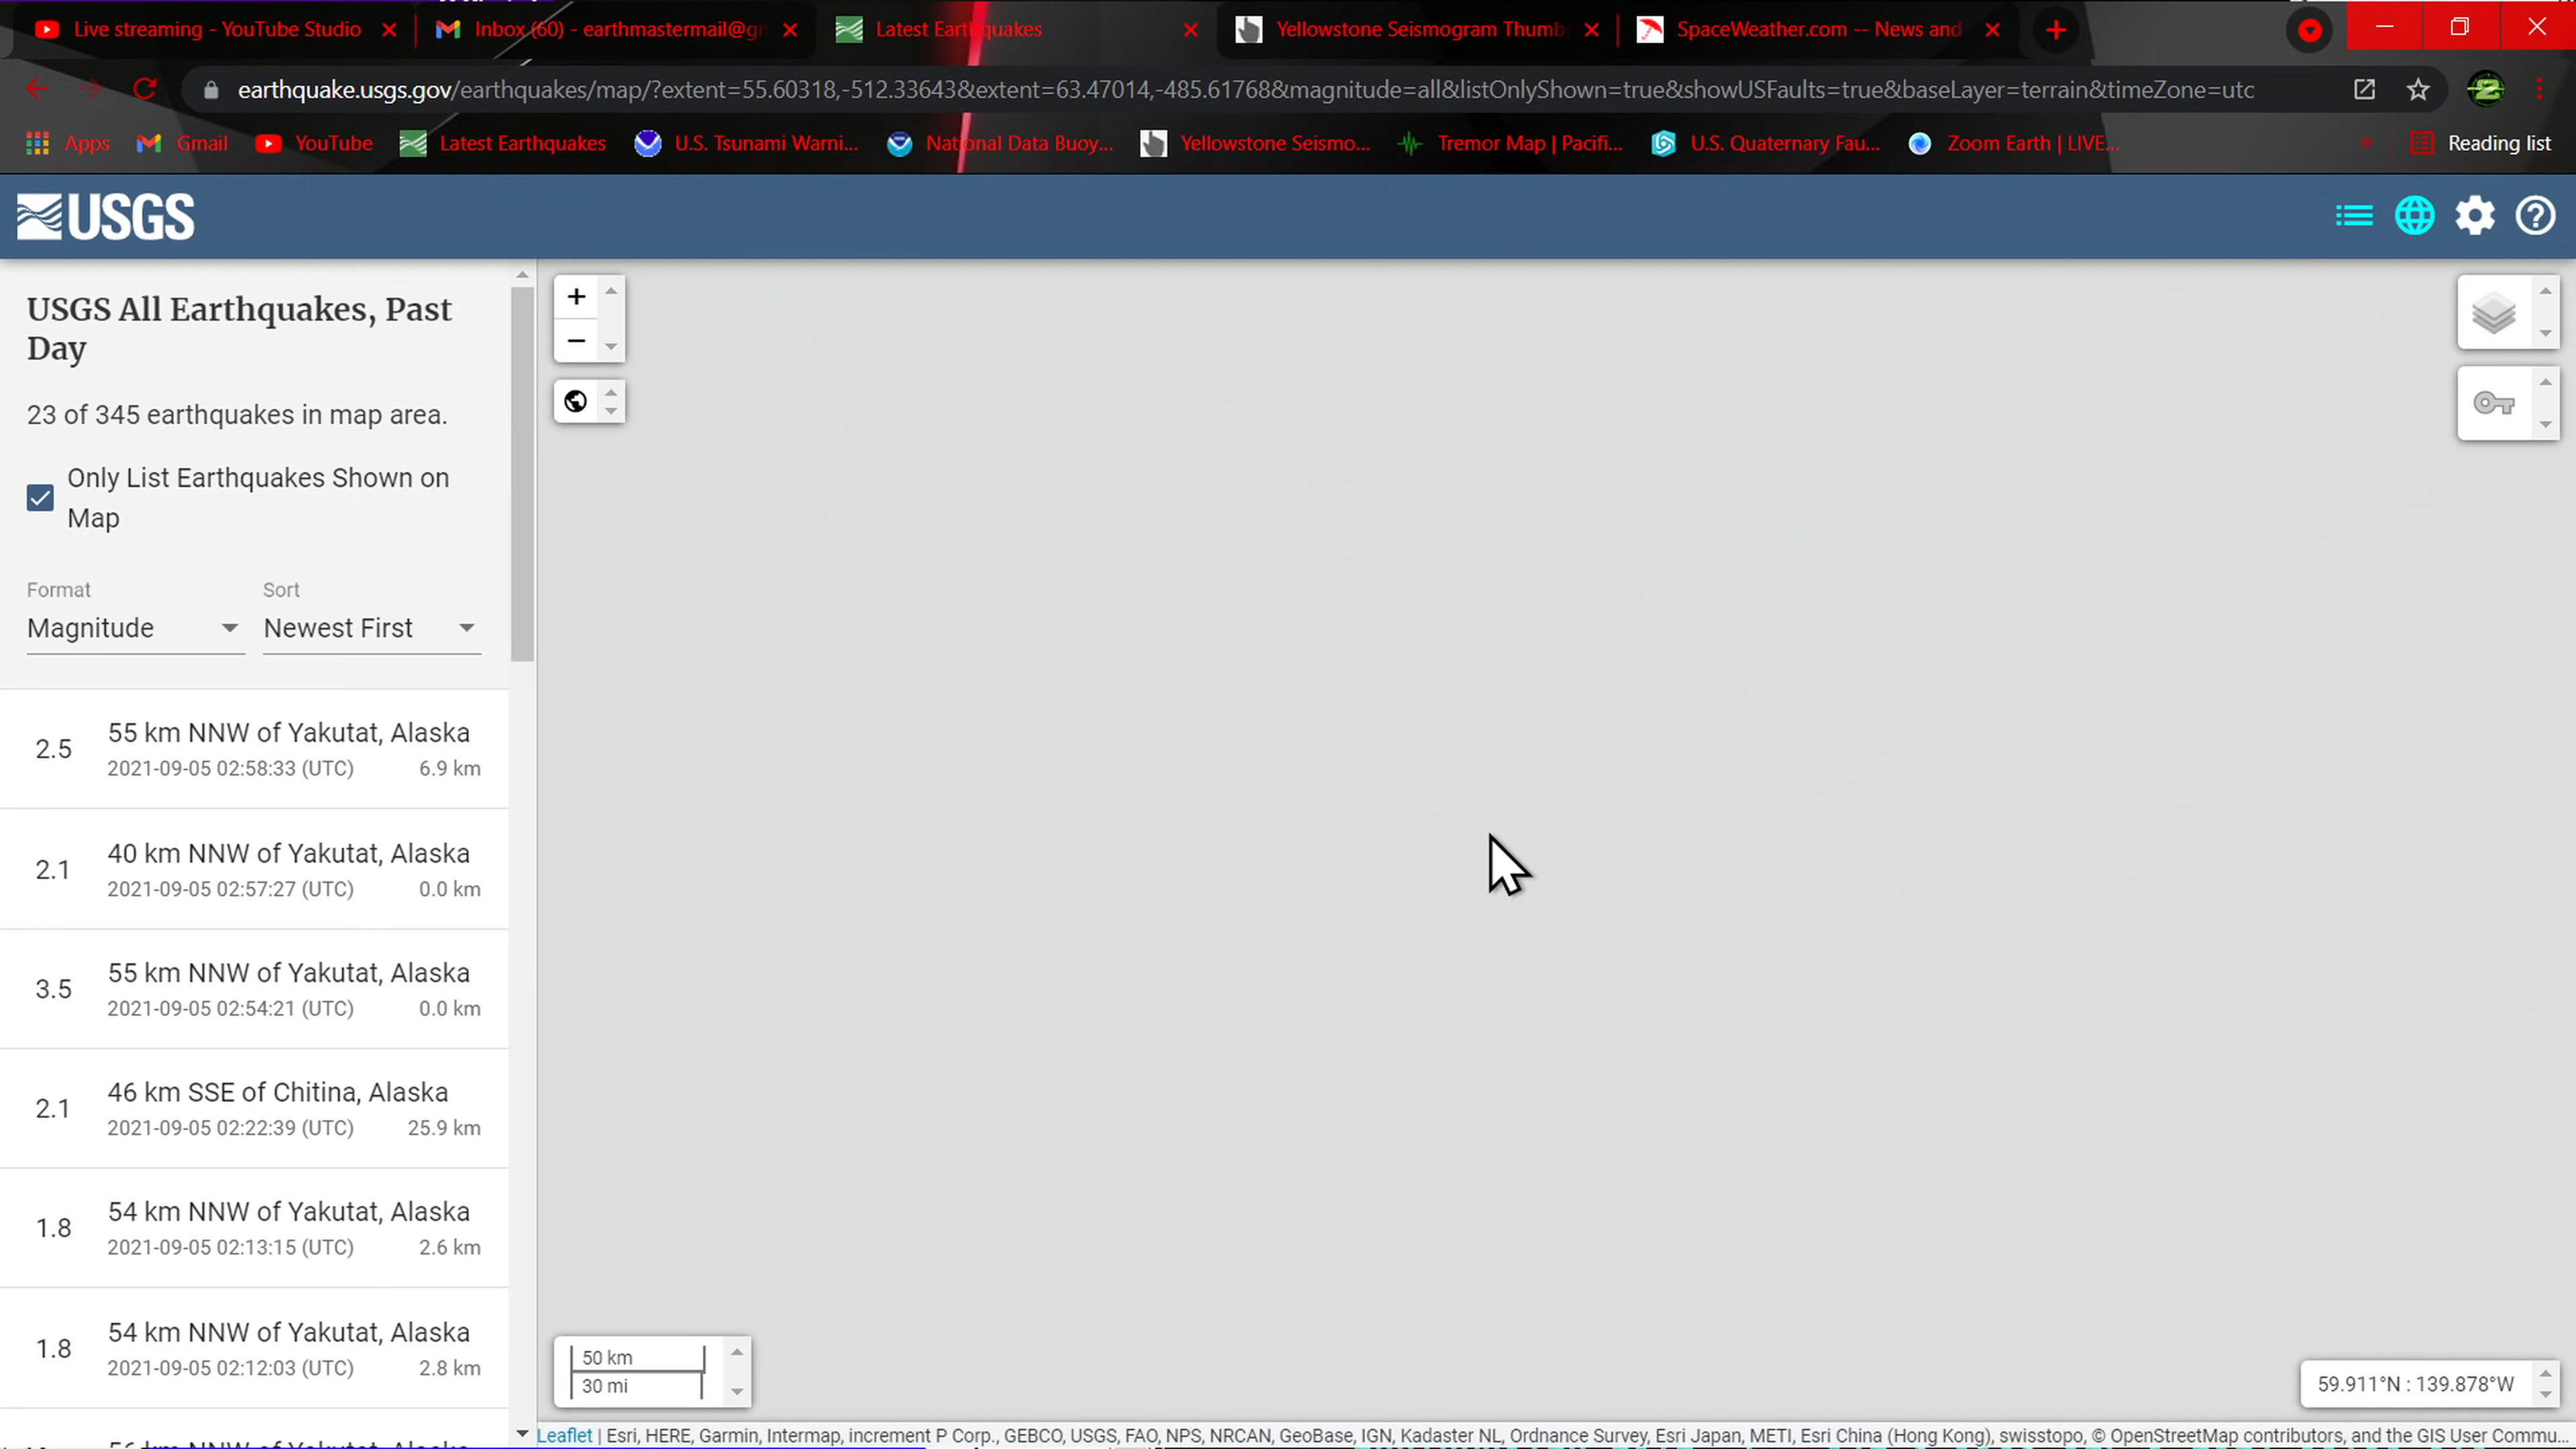 Live streaming - YouTube Studio
Inbox (60) - earthmastermail@gm
Latest Earthquakes
Yellowstone Seismogram Thumb
SpaceWeather.com -- News and
earthquake.usgs.gov/earthquakes/map/?extent=55.60318,-512.33643&extent=63.47014,-485.61768&magnitude=all&listOnlyShown=true&showUSFaults=true&baseLayer=terrain&timeZone=utc
Apps
Gmail
YouTube
Latest Earthquakes
U.S. Tsunami Warni...
National Data Buoy...
Yellowstone Seismo...
Tremor Map | Pacifi...
U.S. Quaternary Fau...
Zoom Earth | LIVE...
Reading list
USGS
USGS All Earthquakes, Past
Day
23 of 345 earthquakes in map area.
Only List Earthquakes Shown on
Map
Format
Sort
Magnitude
Newest First
2.5
55 km NNW of Yakutat, Alaska
2021-09-05 02:58:33 (UTC) 6.9 km
2.1
40 km NNW of Yakutat, Alaska
2021-09-05 02:57:27 (UTC) 0.0 km
3.5
55 km NNW of Yakutat, Alaska
2021-09-05 02:54:21 (UTC) 0.0 km
2.1
46 km SSE of Chitina, Alaska
2021-09-05 02:22:39 (UTC) 25.9 km
1.8
54 km NNW of Yakutat, Alaska
2021-09-05 02:13:15 (UTC) 2.6 km
1.8
54 km NNW of Yakutat, Alaska
2021-09-05 02:12:03 (UTC) 2.8 km
50 km
30 mi
59.911°N : 139.878°W
Leaflet | Esri, HERE, Garmin, Intermap, increment P Corp., GEBCO, USGS, FAO, NPS, NRCAN, GeoBase, IGN, Kadaster NL, Ordnance Survey, Esri Japan, METI, Esri China (Hong Kong), swisstopo, © OpenStreetMap contributors, and the GIS User Commu...